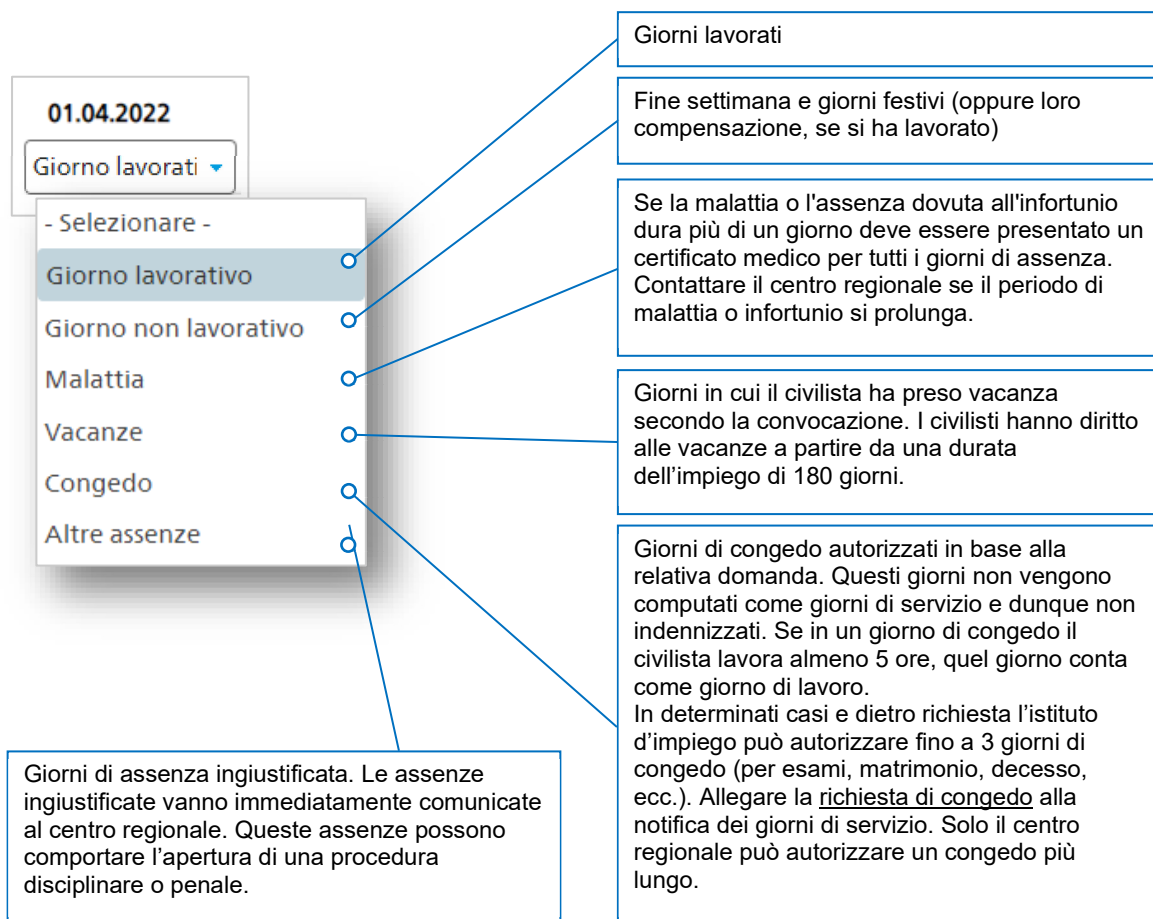 01.04.2022
Giorno lavorati
- Selezionare -
Giorno lavorativo
Giorno non lavorativo
Malattia
Vacanze
Congedo
Altre assenze
Giorni lavorati
Fine settimana e giorni festivi (oppure loro
compensazione, se si ha lavorato)
Se la malattia o l'assenza dovuta all'infortunio
dura più di un giorno deve essere presentato un
certificato medico per tutti i giorni di assenza.
Contattare il centro regionale se il periodo di
malattia o infortunio si prolunga.
Giorni in cui il civilista ha preso vacanza
secondo la convocazione. I civilisti hanno diritto
alle vacanze a partire da una durata
dell’impiego di 180 giorni.
Giorni di congedo autorizzati in base alla
relativa domanda. Questi giorni non vengono
computati come giorni di servizio e dunque non
indennizzati. Se in un giorno di congedo il
civilista lavora almeno 5 ore, quel giorno conta
come giorno di lavoro.
In determinati casi e dietro richiesta l’istituto
d’impiego può autorizzare fino a 3 giorni di
congedo (per esami, matrimonio, decesso,
ecc.). Allegare la richiesta di congedo alla
notifica dei giorni di servizio. Solo il centro
regionale può autorizzare un congedo più
lungo.
Giorni di assenza ingiustificata. Le assenze
ingiustificate vanno immediatamente comunicate
al centro regionale. Queste assenze possono
comportare l’apertura di una procedura
disciplinare o penale.